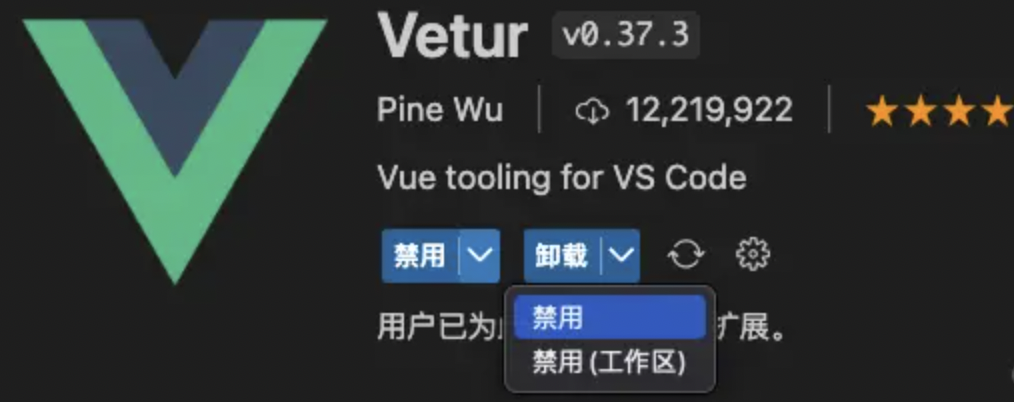 Vetur v0.37.3
Pine Wu 12,219,922
Vue tooling for VS Code
禁用 卸载
用户已为 扩展。
禁用
禁用 (工作区)